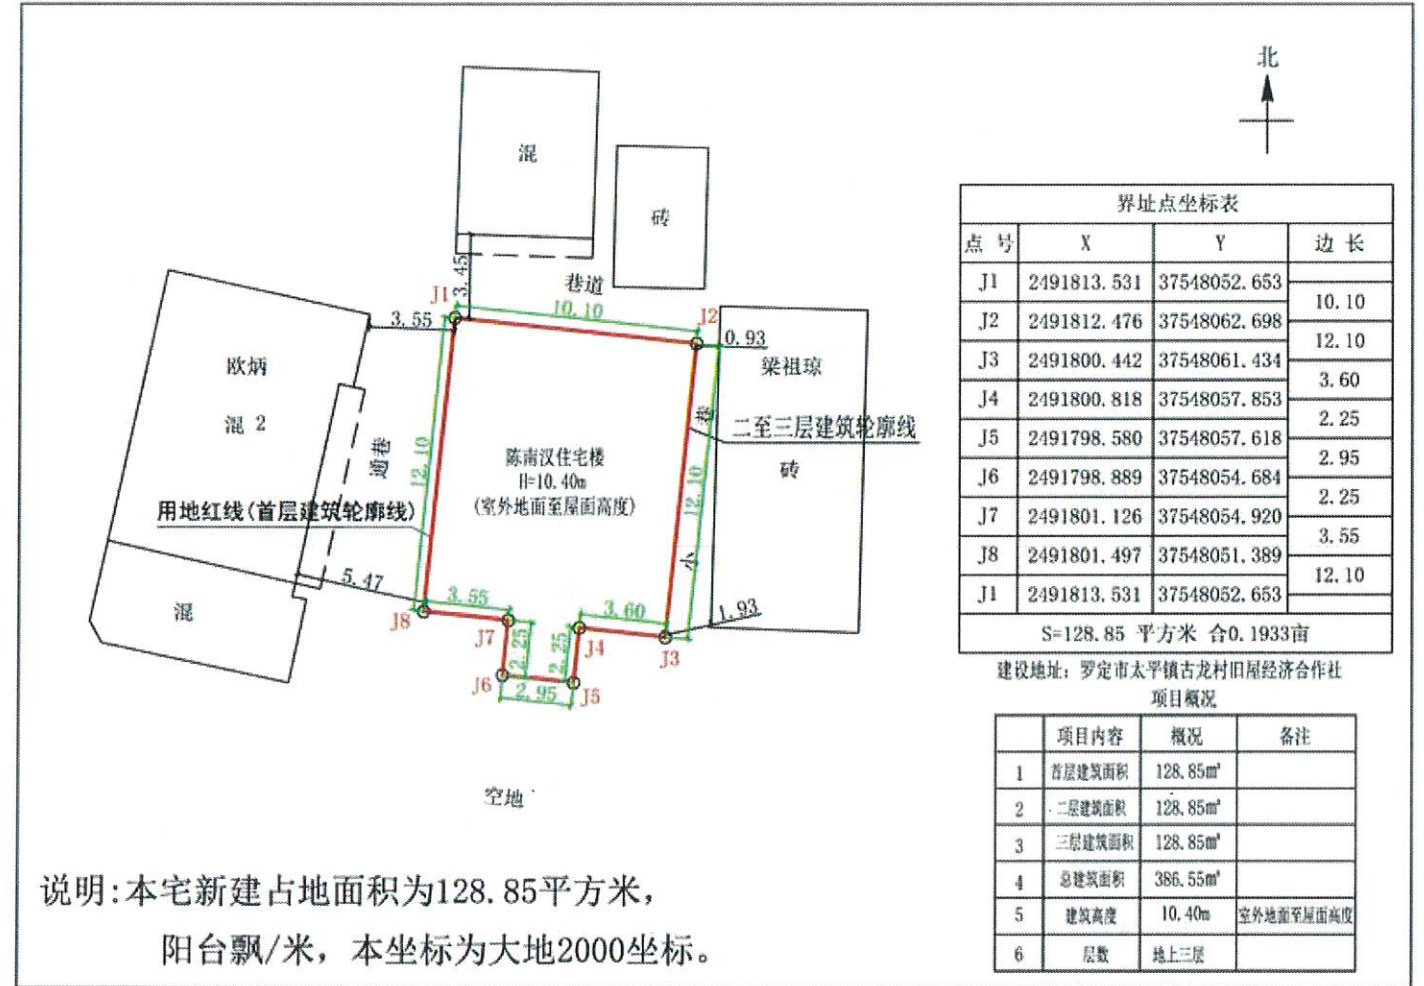 北
混
砖
巷道
3.45
J1
10.10
J2
3.55
0.93
欧炳
混 2
梁祖琼
巷
二至三层建筑轮廓线
砖
12.10
通巷
陈南汉住宅楼
H=10.40m
(室外地面至屋面高度)
12.10
用地红线(首层建筑轮廓线)
小
5.47
混
3.55
3.60
1.93
J8
J7
J4
J3
2.25
2.25
J6
2.95
J5
空地
界址点坐标表
点 号 X Y 边 长
J1 2491813.531 37548052.653
10.10
J2 2491812.476 37548062.698
12.10
J3 2491800.442 37548061.434
3.60
J4 2491800.818 37548057.853
2.25
J5 2491798.580 37548057.618
2.95
J6 2491798.889 37548054.684
2.25
J7 2491801.126 37548054.920
3.55
J8 2491801.497 37548051.389
12.10
J1 2491813.531 37548052.653
S=128.85 平方米 合0.1933亩
建设地址：罗定市太平镇古龙村旧屋经济合作社
项目概况
项目内容 概况 备注
1 首层建筑面积 128.85㎡
2 二层建筑面积 128.85㎡
3 三层建筑面积 128.85㎡
4 总建筑面积 386.55㎡
5 建筑高度 10.40m 室外地面至屋面高度
6 层数 地上三层
说明:本宅新建占地面积为128.85平方米，
阳台飘/米，本坐标为大地2000坐标。